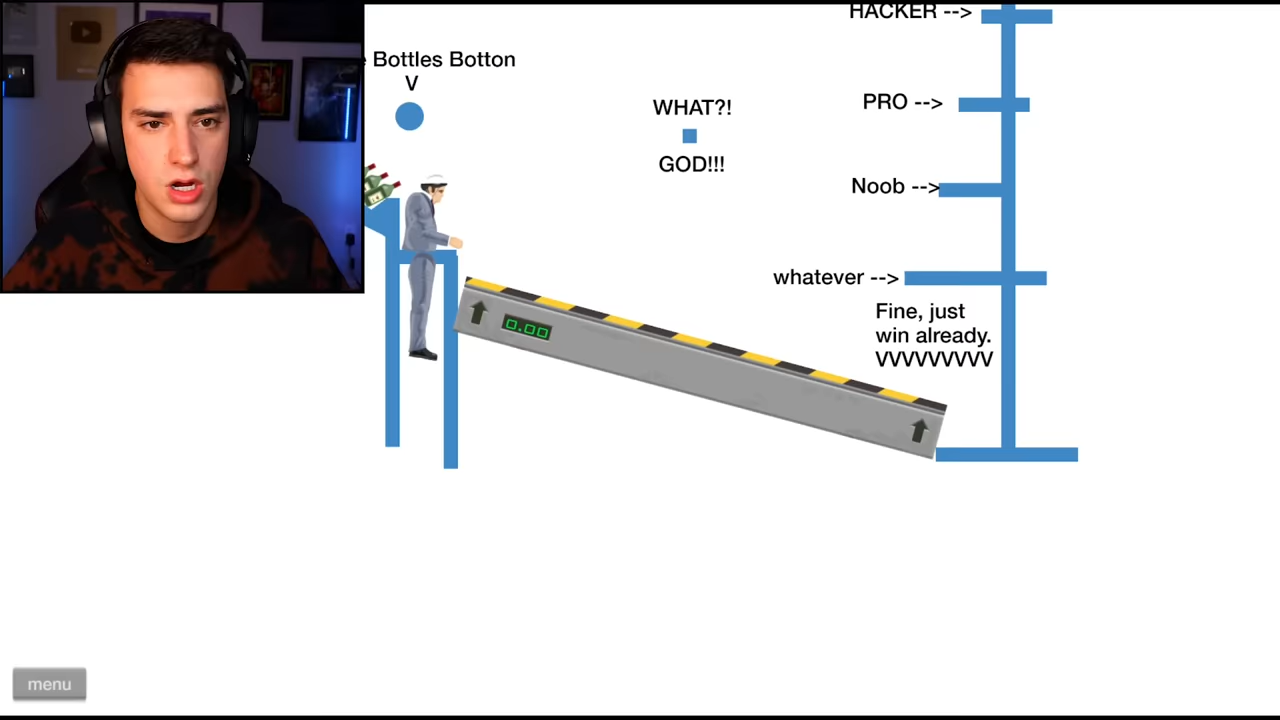 HACKER -->
Bottles Botton
V
WHAT?!
GOD!!!
PRO -->
Noob -->
whatever -->
Fine, just
win already.
VVVVVVVVV
0.00
menu